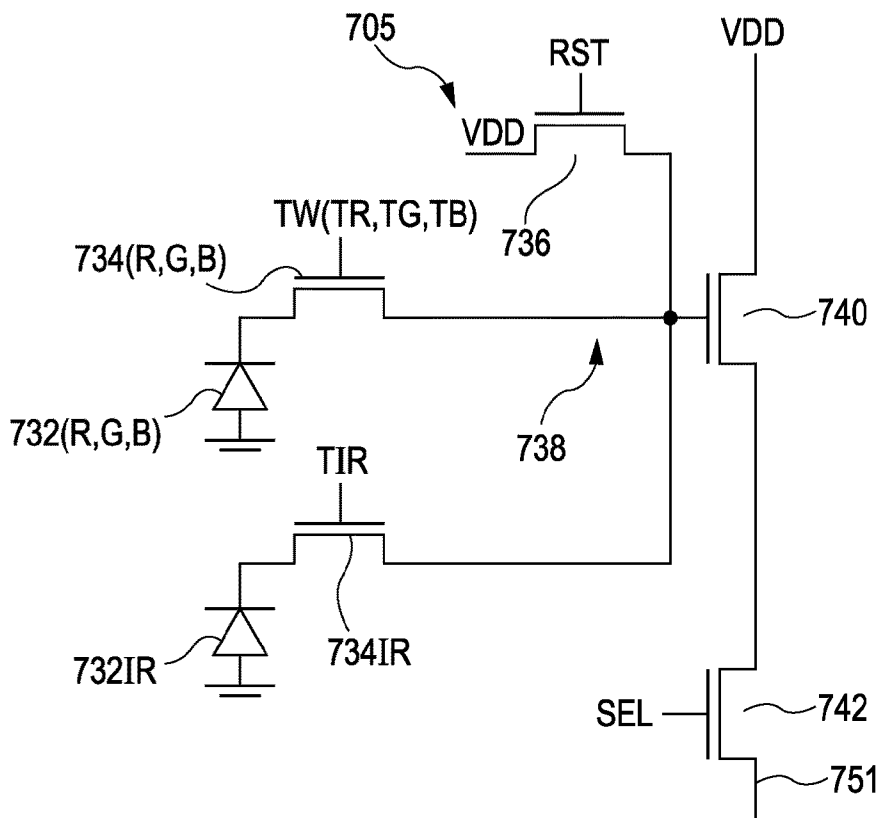 705
VDD
RST
VDD
736
TW(TR,TG,TB)
734(R,G,B)
740
732(R,G,B)
738
TIR
734IR
732IR
SEL
742
751